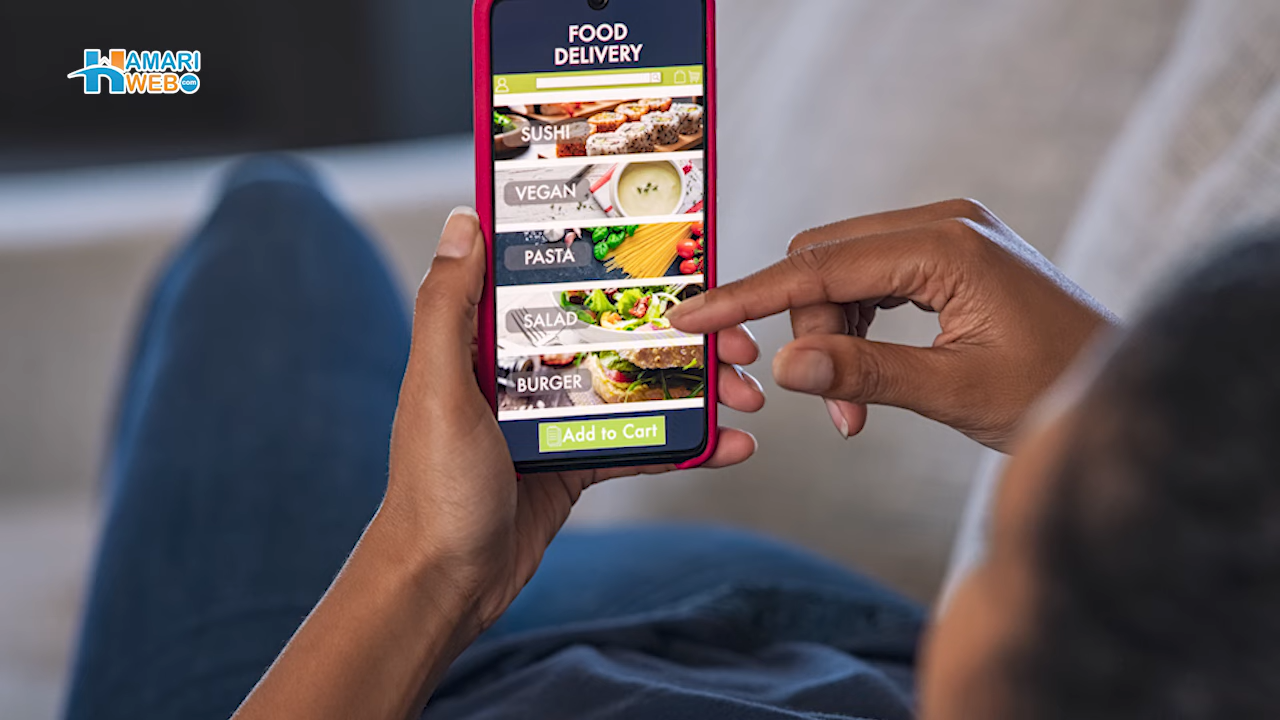 HAMARI
WEB.com
FOOD
DELIVERY
SUSHI
VEGAN
PASTA
SALAD
BURGER
Add to Cart